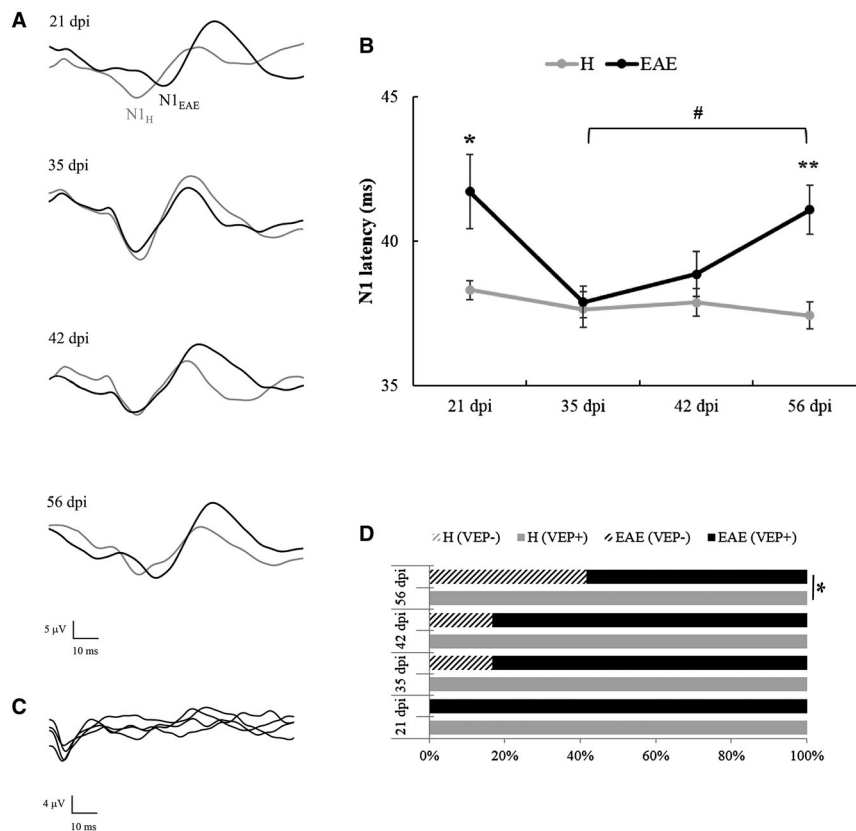 A
21 dpi
N1H
N1EAE
35 dpi
42 dpi
56 dpi
5 μV
10 ms
B
H EAE
N1 latency (ms)
45
40
35
*
#
**
21 dpi 35 dpi 42 dpi 56 dpi
C
4 μV
10 ms
D
H (VEP-) H (VEP+) EAE (VEP-) EAE (VEP+)
56 dpi
42 dpi
35 dpi
21 dpi
*
0% 20% 40% 60% 80% 100%